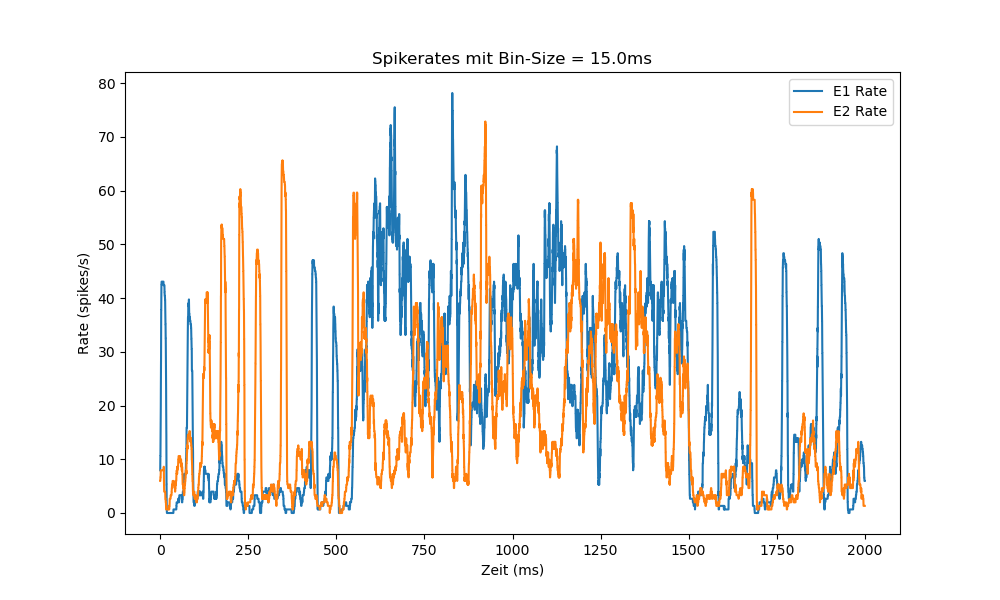 Spikerates mit Bin-Size = 15.0ms
E1 Rate
E2 Rate
Rate (spikes/s)
80
70
60
50
40
30
20
10
0
0 250 500 750 1000 1250 1500 1750 2000
Zeit (ms)